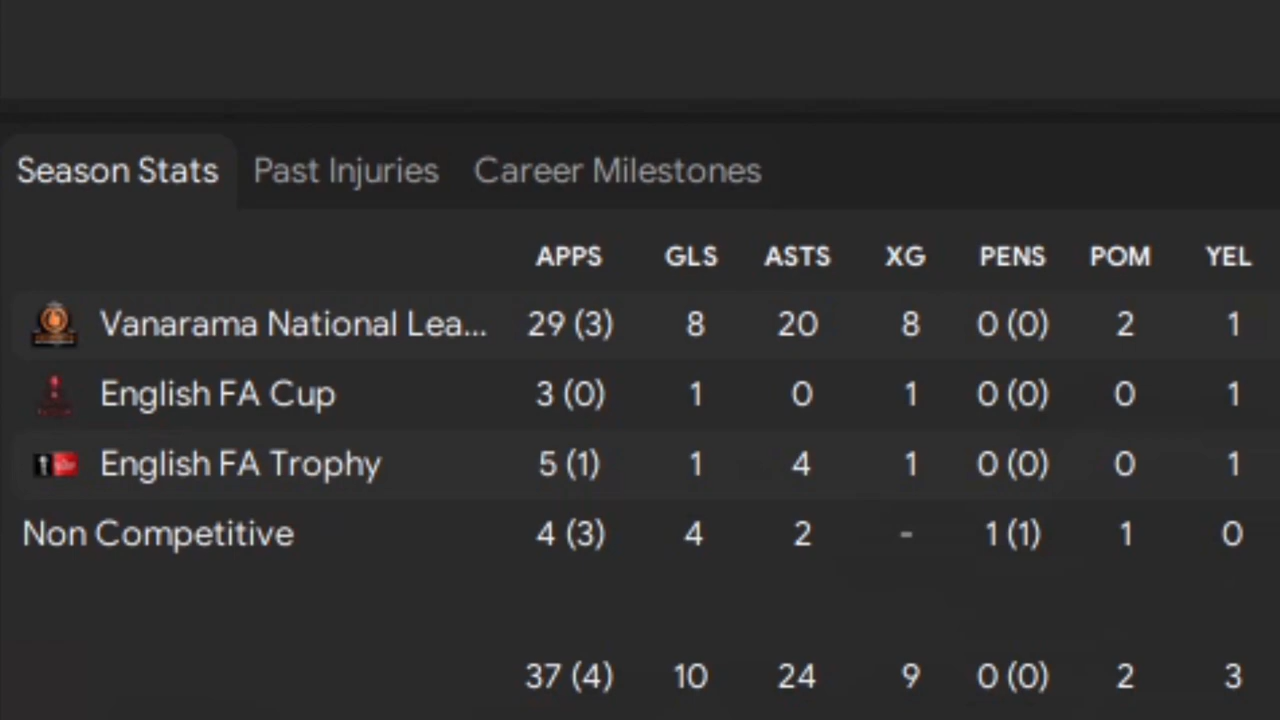 Season Stats Past Injuries Career Milestones
APPS GLS ASTS XG PENS POM YEL
Vanarama National Lea... 29 (3) 8 20 8 0 (0) 2 1
English FA Cup 3 (0) 1 0 1 0 (0) 0 1
English FA Trophy 5 (1) 1 4 1 0 (0) 0 1
Non Competitive 4 (3) 4 2 - 1 (1) 1 0
37 (4) 10 24 9 0 (0) 2 3